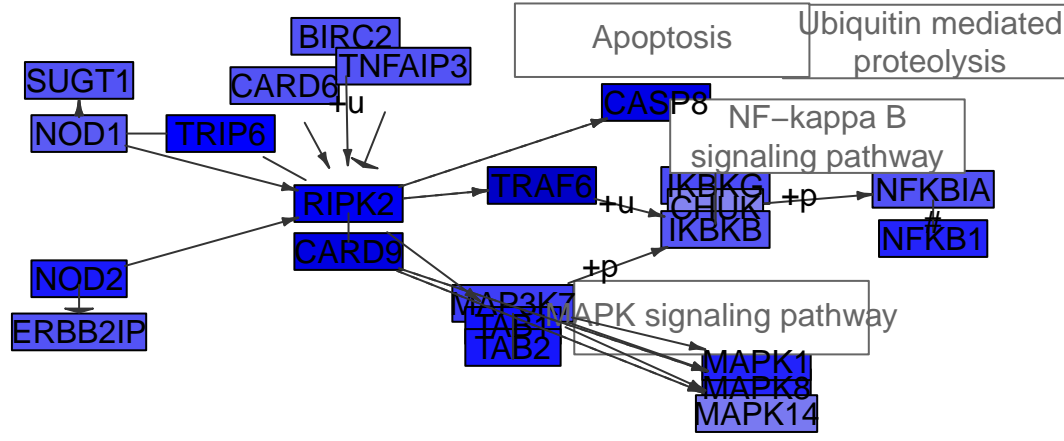 BIRC2
Apoptosis
Ubiquitin mediated
proteolysis
TNFAIP3
SUGT1
CARD6
+u
CASP8
NOD1
TRIP6
NF−kappa B
signaling pathway
RIPK2
TRAF6
+u
IKBKG
CHUK
IKBKB
+p
NFKBIA
#
NFKB1
CARD9
+p
NOD2
ERBB2IP
MAP3K7
TAB1
TAB2
MAPK signaling pathway
MAPK1
MAPK8
MAPK14